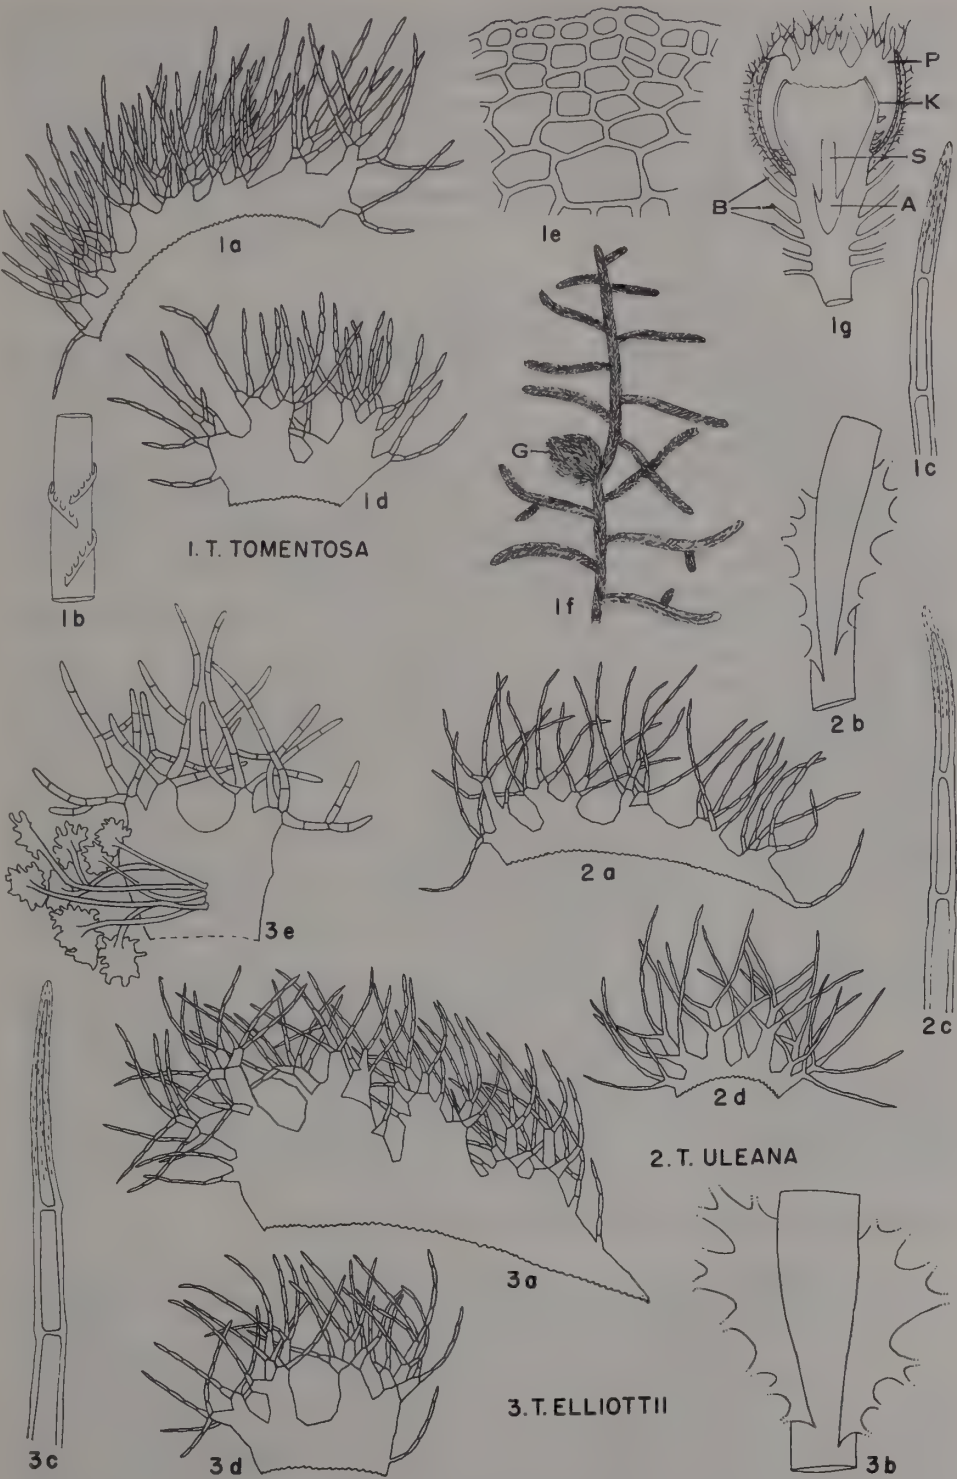 1a
1e
P
K
S
B
A
1g
1c
1d
G
1. T. TOMENTOSA
1b
1f
2b
2a
3e
2c
2d
2. T. ULEANA
3a
3. T. ELLIOTTII
3c
3d
3b